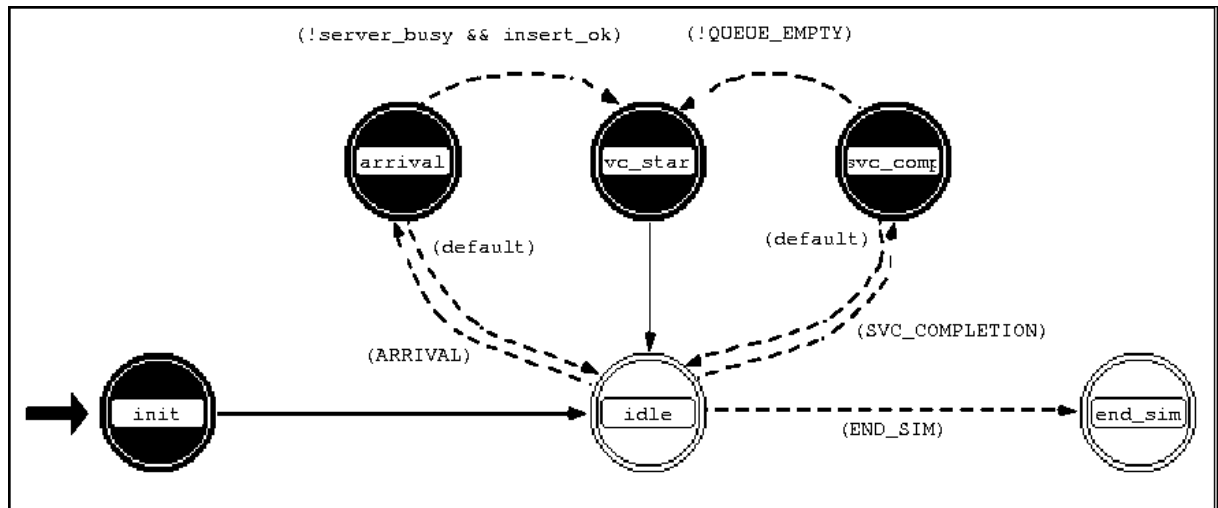 (!server_busy && insert_ok)
(!QUEUE_EMPTY)
arrival
vc_star
svc_comp
(default)
(default)
(ARRIVAL)
(SVC_COMPLETION)
init
idle
end_sim
(END_SIM)